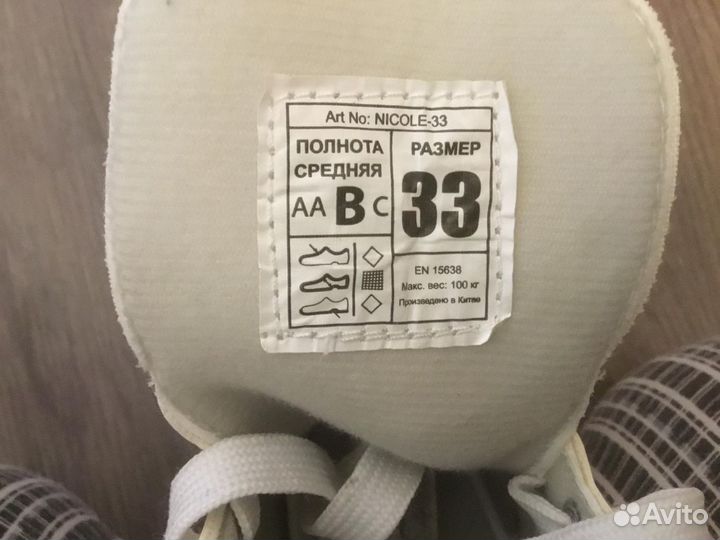 Art No: NICOLE-33
ПОЛНОТА
СРЕДНЯЯ
AA B C
РАЗМЕР
33
EN 15638
Макс. вес: 100 кг
Произведено в Китае
Avito